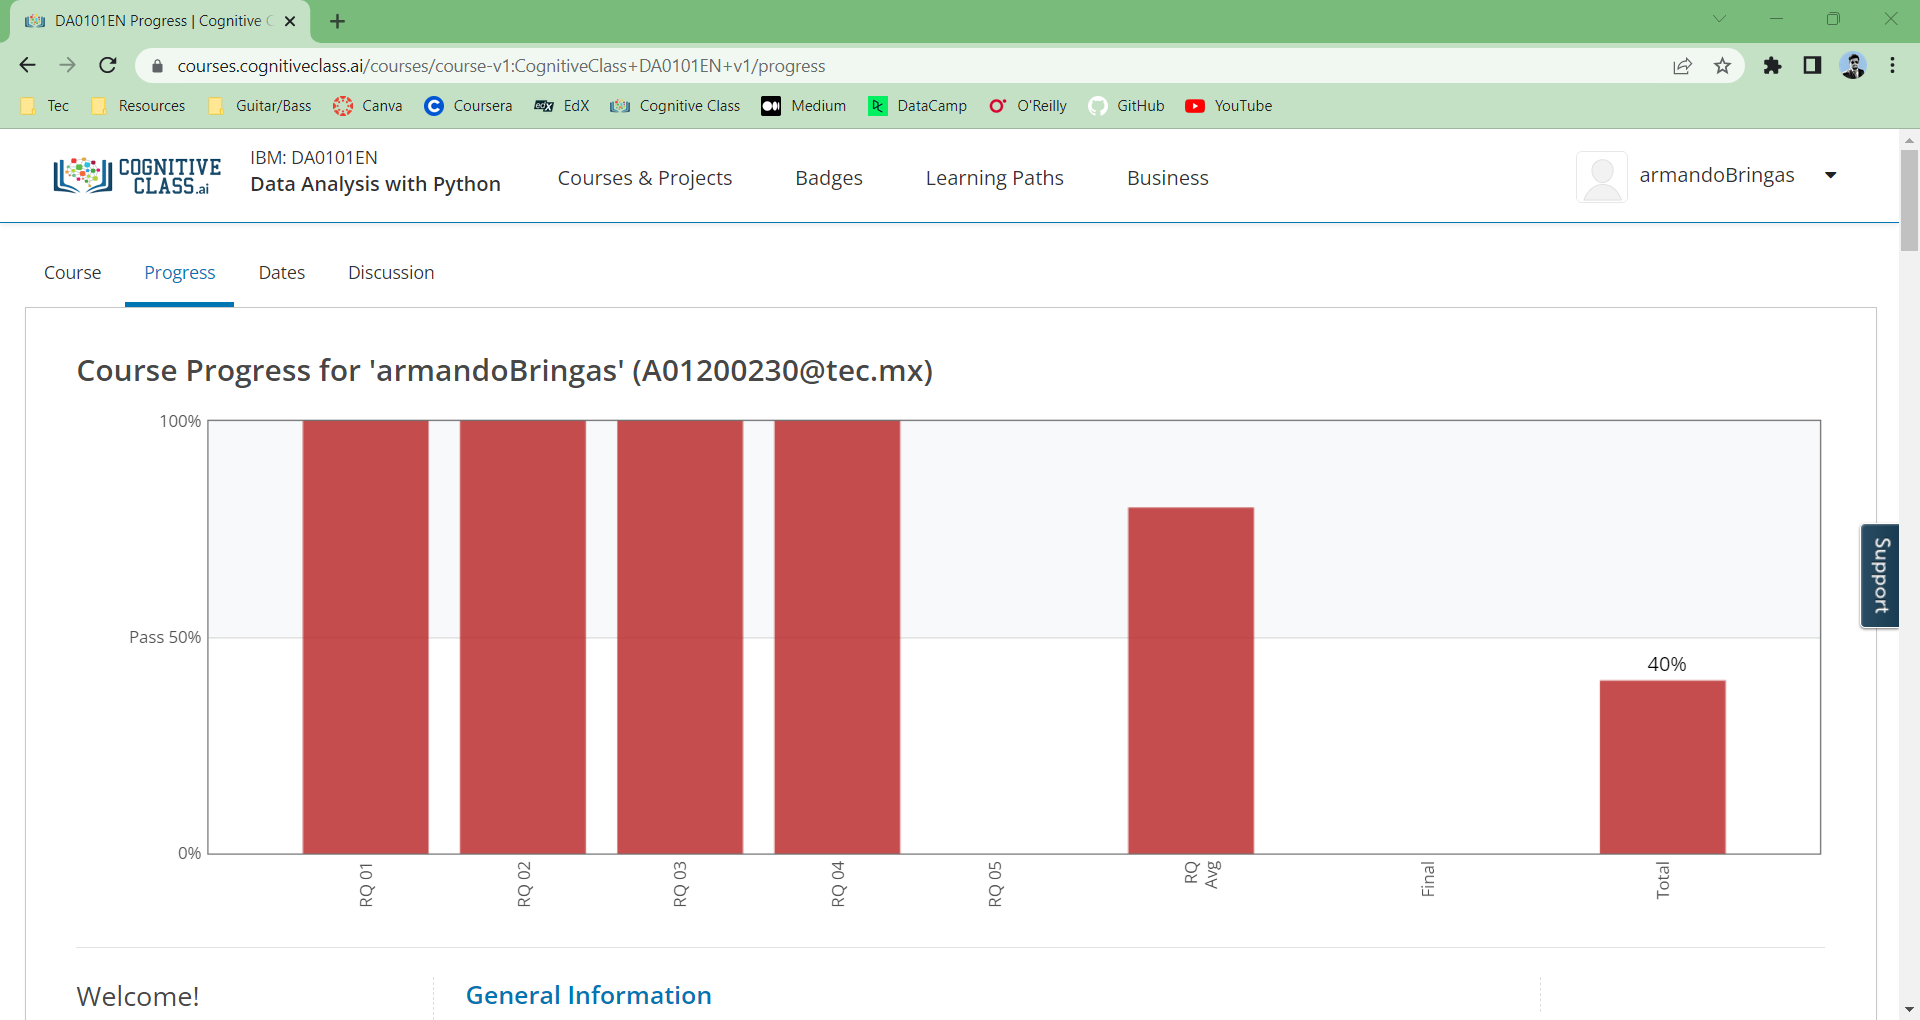 DA0101EN Progress | Cognitive C
courses.cognitiveclass.ai/courses/course-v1:CognitiveClass+DA0101EN+v1/progress
Tec Resources Guitar/Bass Canva Coursera edX EdX Cognitive Class Medium DataCamp O'Reilly GitHub YouTube
COGNITIVE
CLASS.ai
IBM: DA0101EN
Data Analysis with Python
Courses & Projects Badges Learning Paths Business
armandoBringas
Course Progress Dates Discussion
Course Progress for 'armandoBringas' (A01200230@tec.mx)
100%
Pass 50%
0%
40%
RQ 01
RQ 02
RQ 03
RQ 04
RQ 05
RQ
Avg
Final
Total
Support
Welcome!
General Information